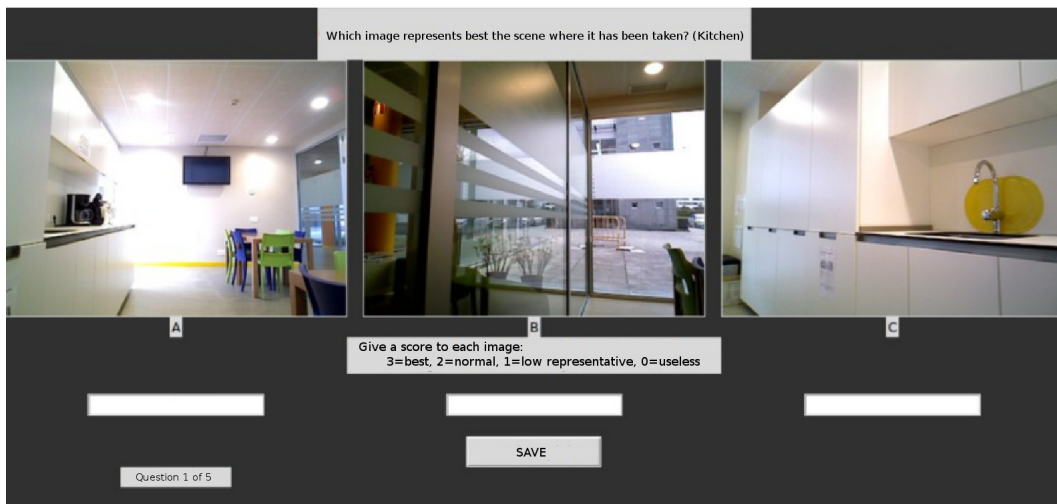 Which image represents best the scene where it has been taken? (Kitchen)
A
B
C
Give a score to each image:
3=best, 2=normal, 1=low representative, 0=useless
SAVE
Question 1 of 5